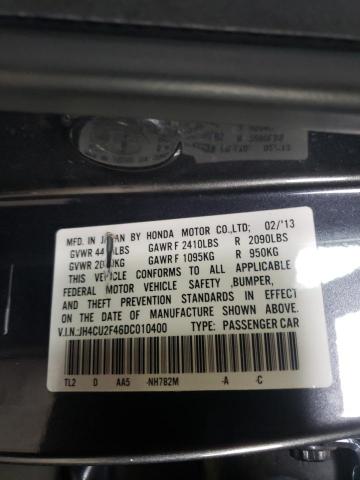 MFD. IN JAPAN BY HONDA MOTOR CO.,LTD; 02/'13
GVWR LBS GAWR F 2410LBS R 2090LBS
GVWR KG GAWR F 1095KG R 950KG
THIS VEHICLE CONFORMS TO ALL APPLICABLE
FEDERAL MOTOR VEHICLE SAFETY ,BUMPER,
AND THEFT PREVENTION STANDARDS IN
EFFECT ON THE DATE OF MANUFACTURE SHOWN ABOVE.
V.I.N.:JH4CU2F46DC010400 TYPE: PASSENGER CAR
TL2 D AA5 -NH782M -A -C